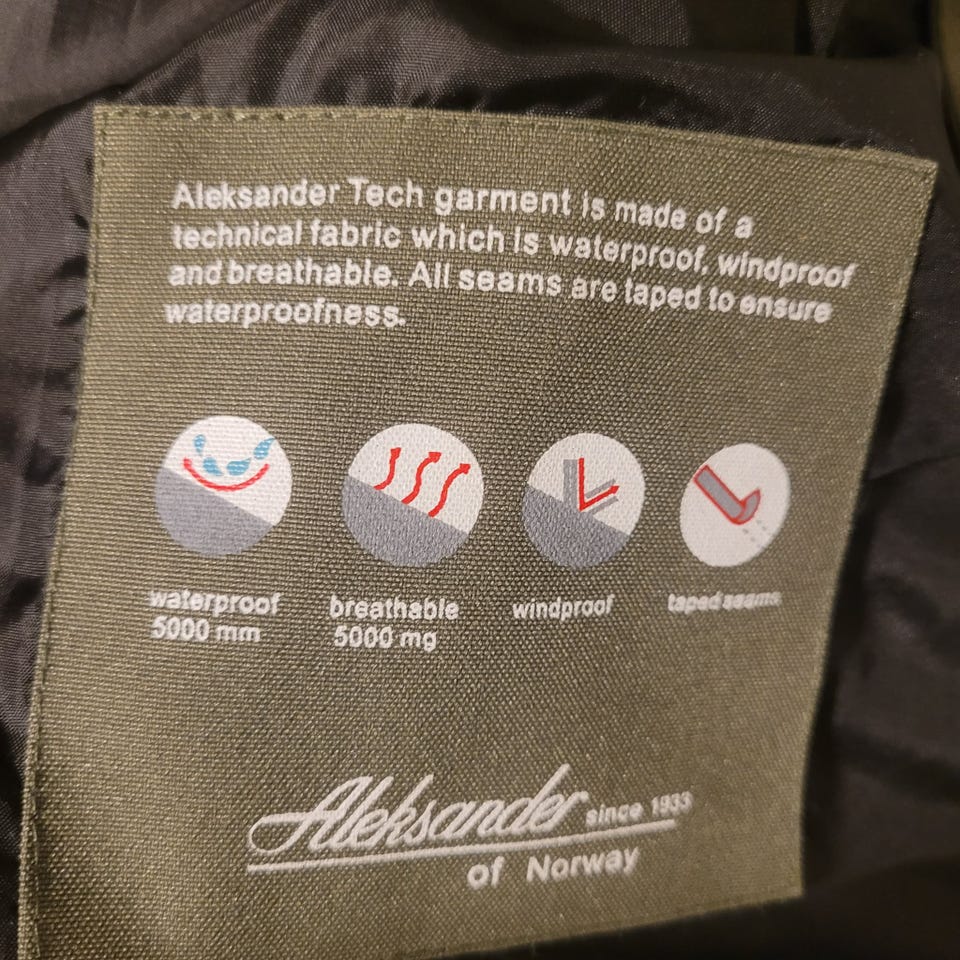 Aleksander Tech garment is made of a
technical fabric which is waterproof, windproof
and breathable. All seams are taped to ensure
waterproofness.
waterproof
5000 mm
breathable
5000 mg
windproof
taped seams
Aleksander since 1933
of Norway